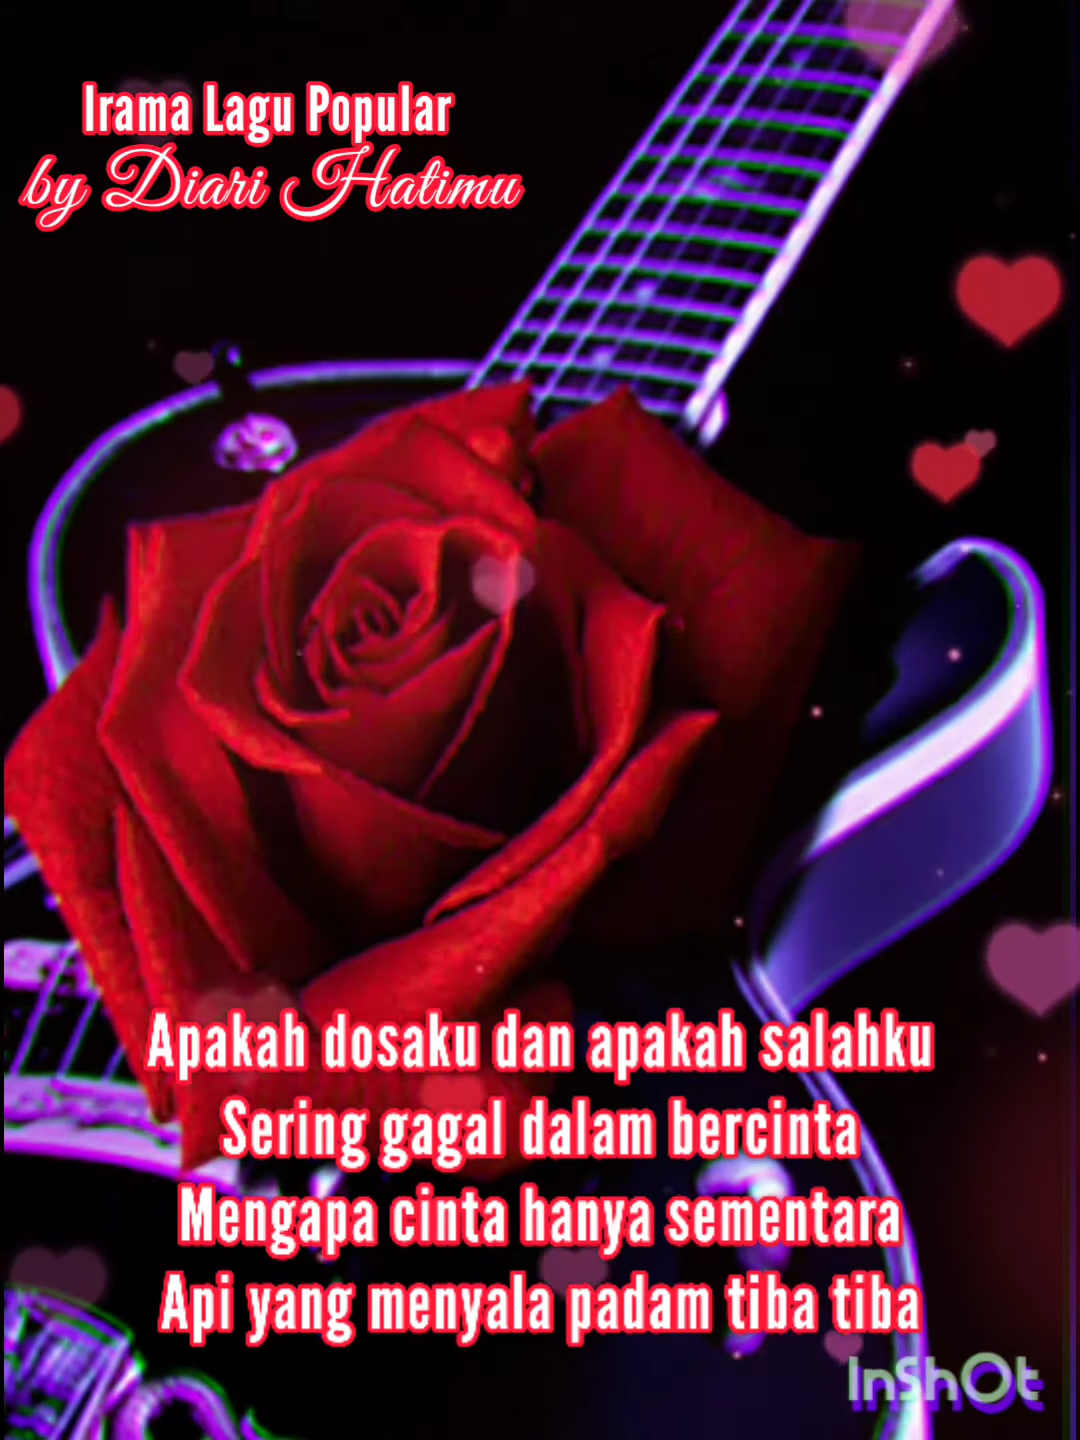 Irama Lagu Popular
by Diari Hatimu
Apakah dosaku dan apakah salahku
Sering gagal dalam bercinta
Mengapa cinta hanya sementara
Api yang menyala padam tiba tiba
InShOt